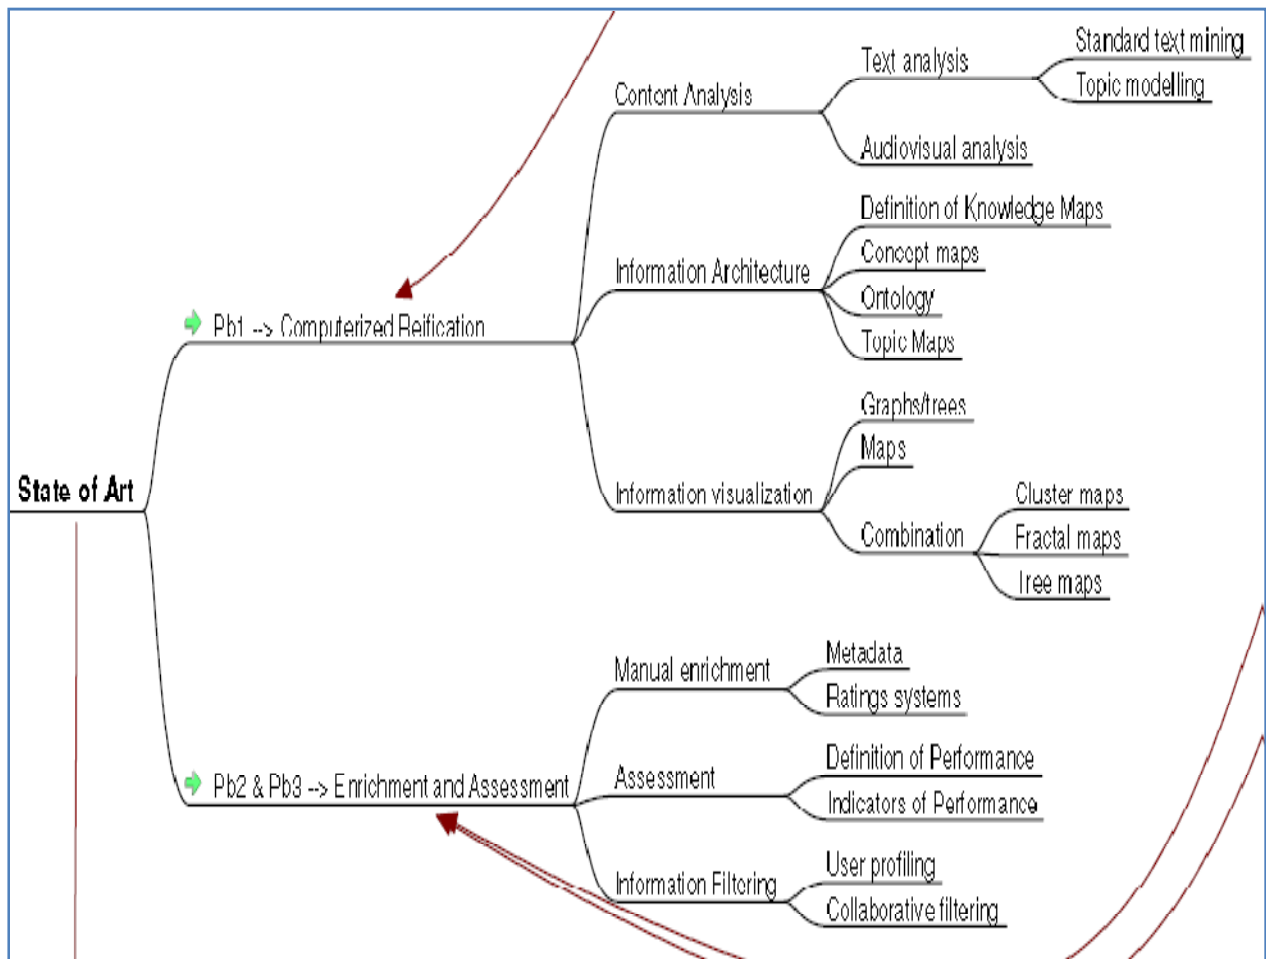 State of Art
Pb1 --> Computerized Reification
Content Analysis
Text analysis
Standard text mining
Topic modelling
Audiovisual analysis
Information Architecture
Definition of Knowledge Maps
Concept maps
Ontology
Topic Maps
Information visualization
Graphs/trees
Maps
Combination
Cluster maps
Fractal maps
Tree maps
Pb2 & Pb3 --> Enrichment and Assessment
Manual enrichment
Metadata
Ratings systems
Assessment
Definition of Performance
Indicators of Performance
Information Filtering
User profiling
Collaborative filtering